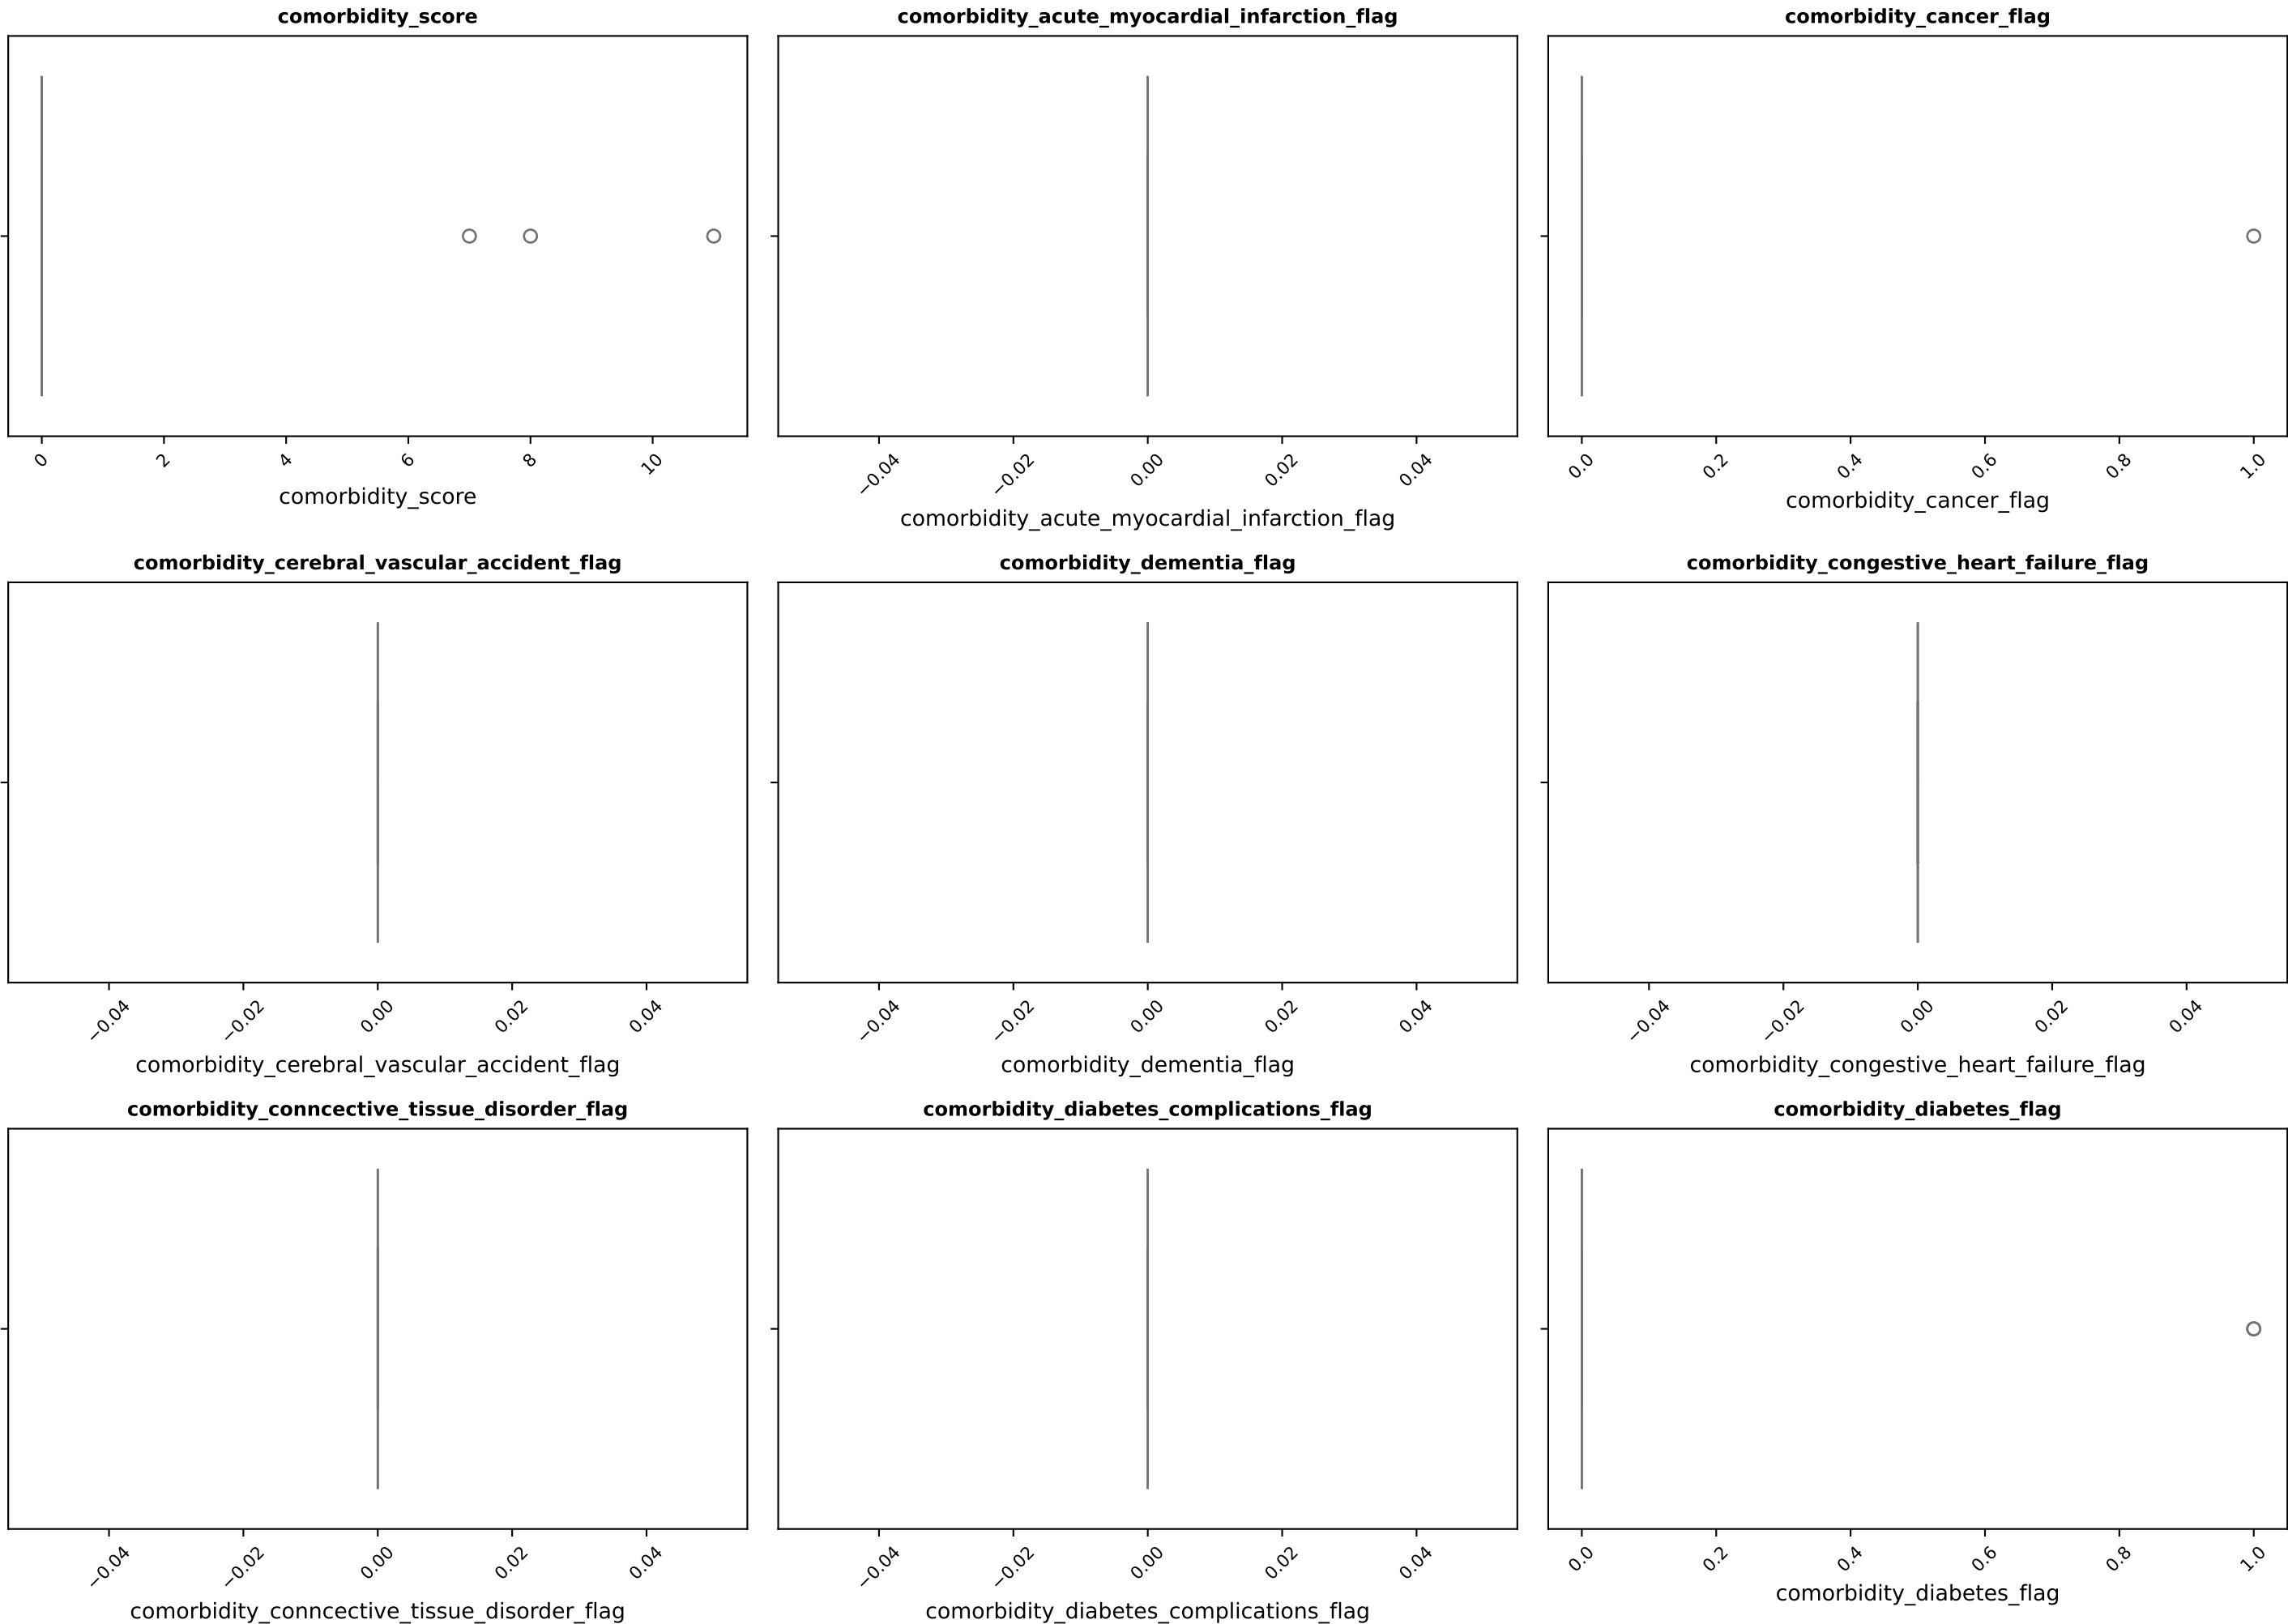 comorbidity_score comorbidity_acute_myocardial_infarction_flag comorbidity_cancer_flag
0 2 4 6 8 10 −0.04 −0.02 0.00 0.02 0.04 0.0 0.2 0.4 0.6 0.8 1.0
comorbidity_score comorbidity_acute_myocardial_infarction_flag comorbidity_cancer_flag
comorbidity_cerebral_vascular_accident_flag comorbidity_dementia_flag comorbidity_congestive_heart_failure_flag
−0.04 −0.02 0.00 0.02 0.04 −0.04 −0.02 0.00 0.02 0.04 −0.04 −0.02 0.00 0.02 0.04
comorbidity_cerebral_vascular_accident_flag comorbidity_dementia_flag comorbidity_congestive_heart_failure_flag
comorbidity_conncective_tissue_disorder_flag comorbidity_diabetes_complications_flag comorbidity_diabetes_flag
−0.04 −0.02 0.00 0.02 0.04 −0.04 −0.02 0.00 0.02 0.04 0.0 0.2 0.4 0.6 0.8 1.0
comorbidity_conncective_tissue_disorder_flag comorbidity_diabetes_complications_flag comorbidity_diabetes_flag